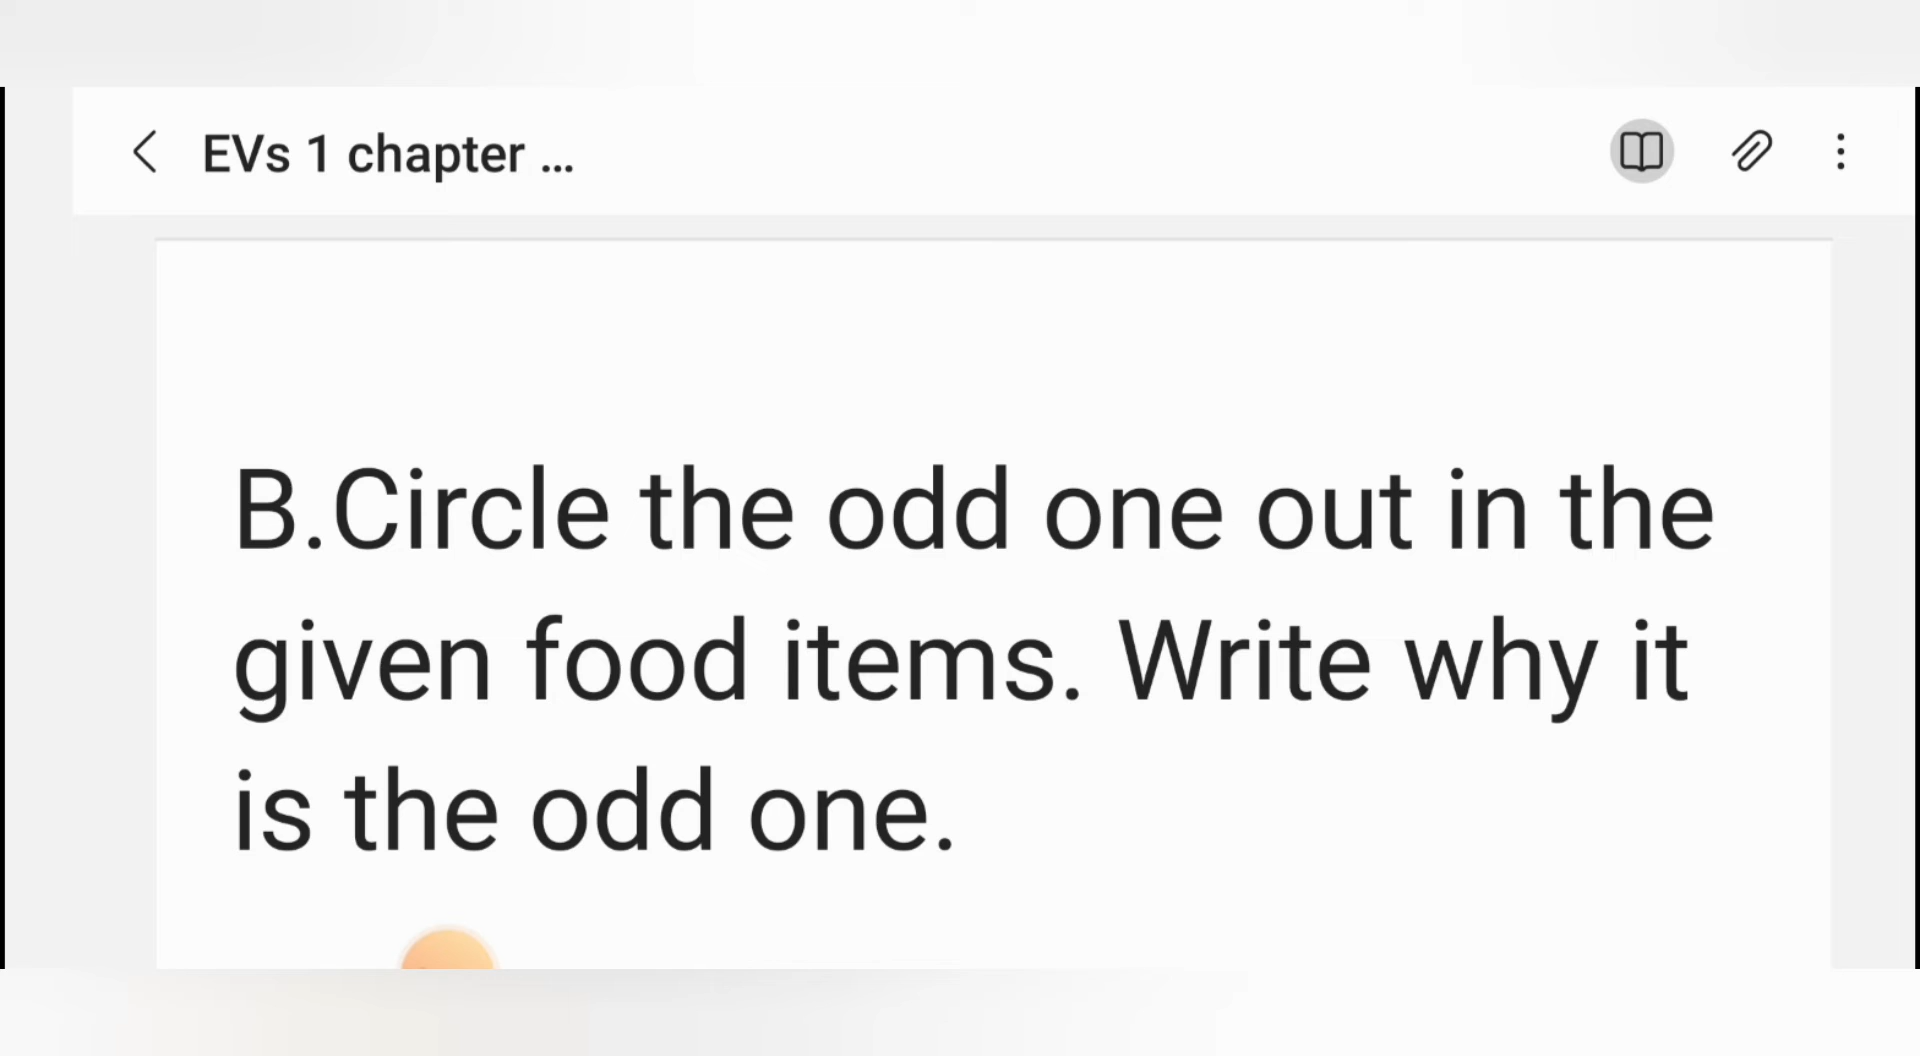 EVs 1 chapter ...
B.Circle the odd one out in the
given food items. Write why it
is the odd one.